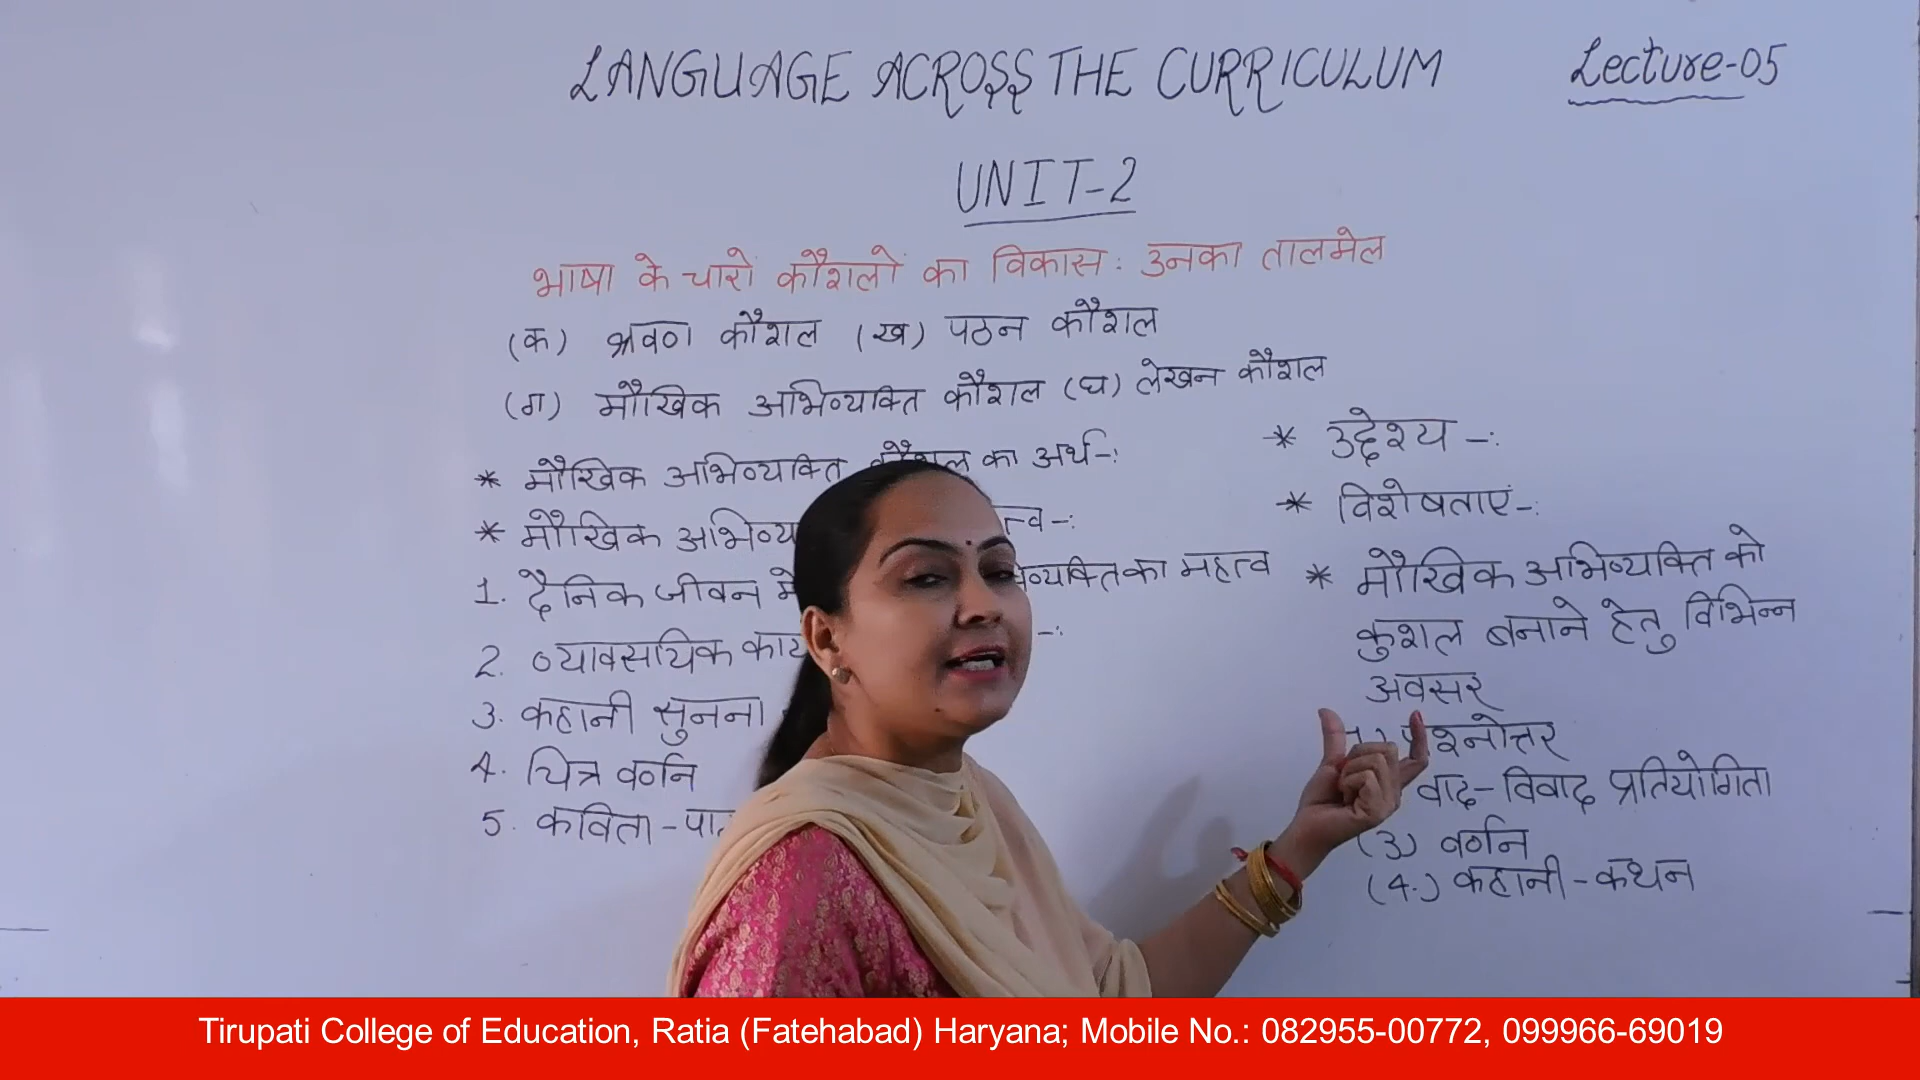 LANGUAGE ACROSS THE CURRICULUM
Lecture-05
UNIT-2
भाषा के चारों कौशलों का विकास: उनका तालमेल
(क) श्रवण कौशल (ख) पठन कौशल
(ग) मौखिक अभिव्यक्ति कौशल (घ) लेखन कौशल
* मौखिक अभिव्यक्ति कौशल का अर्थ-:
* मौखिक
1. दैनिक जीवन में का महत्व
2. व्यावसायिक
3. कहानी सुनना
4. चित्र वर्णन
5. कविता-
* उद्देश्य -:
* विशेषताएं-:
* मौखिक अभिव्यक्ति को
कुशल बनाने हेतु विभिन्न
अवसर
प्रश्नोत्तर
वाद-विवाद प्रतियोगिता
(3) वर्णन
(4.) कहानी-कथन
Tirupati College of Education, Ratia (Fatehabad) Haryana; Mobile No.: 082955-00772, 099966-69019